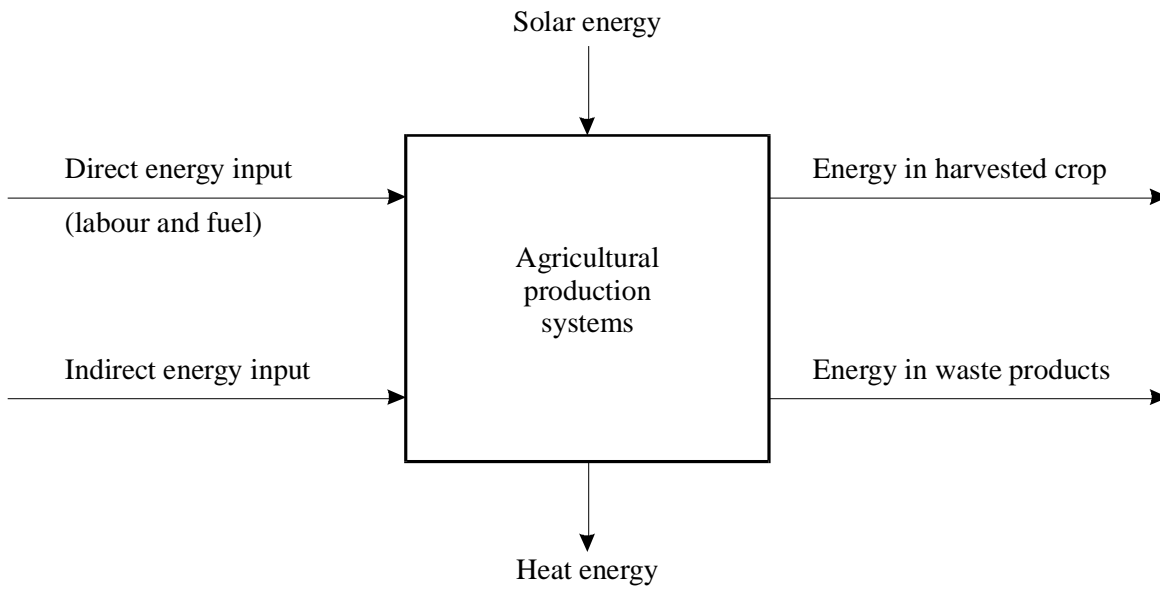 Solar energy
Direct energy input
(labour and fuel)
Energy in harvested crop
Agricultural
production
systems
Indirect energy input
Energy in waste products
Heat energy